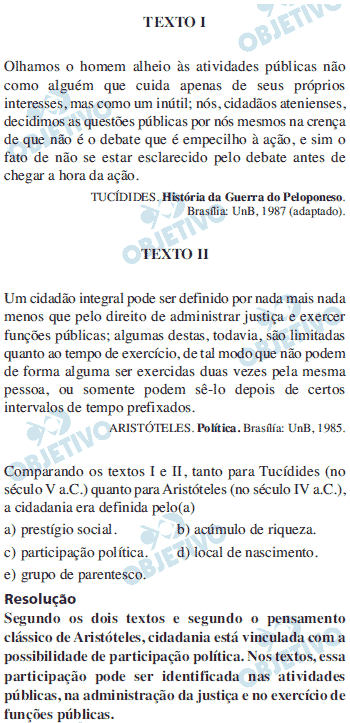 TEXTO I
Olhamos o homem alheio às atividades públicas não
como alguém que cuida apenas de seus próprios
interesses, mas como um inútil; nós, cidadãos atenienses,
decidimos as questões públicas por nós mesmos na crença
de que não é o debate que é empecilho à ação, e sim o
fato de não se estar esclarecido pelo debate antes de
chegar a hora da ação.
TUCÍDIDES. História da Guerra do Peloponeso.
Brasília: UnB, 1987 (adaptado).
TEXTO II
Um cidadão integral pode ser definido por nada mais nada
menos que pelo direito de administrar justiça e exercer
funções públicas; algumas destas, todavia, são limitadas
quanto ao tempo de exercício, de tal modo que não podem
de forma alguma ser exercidas duas vezes pela mesma
pessoa, ou somente podem sê-lo depois de certos
intervalos de tempo prefixados.
ARISTÓTELES. Política. Brasília: UnB, 1985.
Comparando os textos I e II, tanto para Tucídides (no
século V a.C.) quanto para Aristóteles (no século IV a.C.),
a cidadania era definida pelo(a)
a) prestígio social. b) acúmulo de riqueza.
c) participação política. d) local de nascimento.
e) grupo de parentesco.
Resolução
Segundo os dois textos e segundo o pensamento
clássico de Aristóteles, cidadania está vinculada com a
possibilidade de participação política. Nos textos, essa
participação pode ser identificada nas atividades
públicas, na administração da justiça e no exercício de
funções públicas.
OBJETIVO
OBJETIVO
OBJETIVO
OBJETIVO
OBJETIVO
OBJETIVO
OBJETIVO